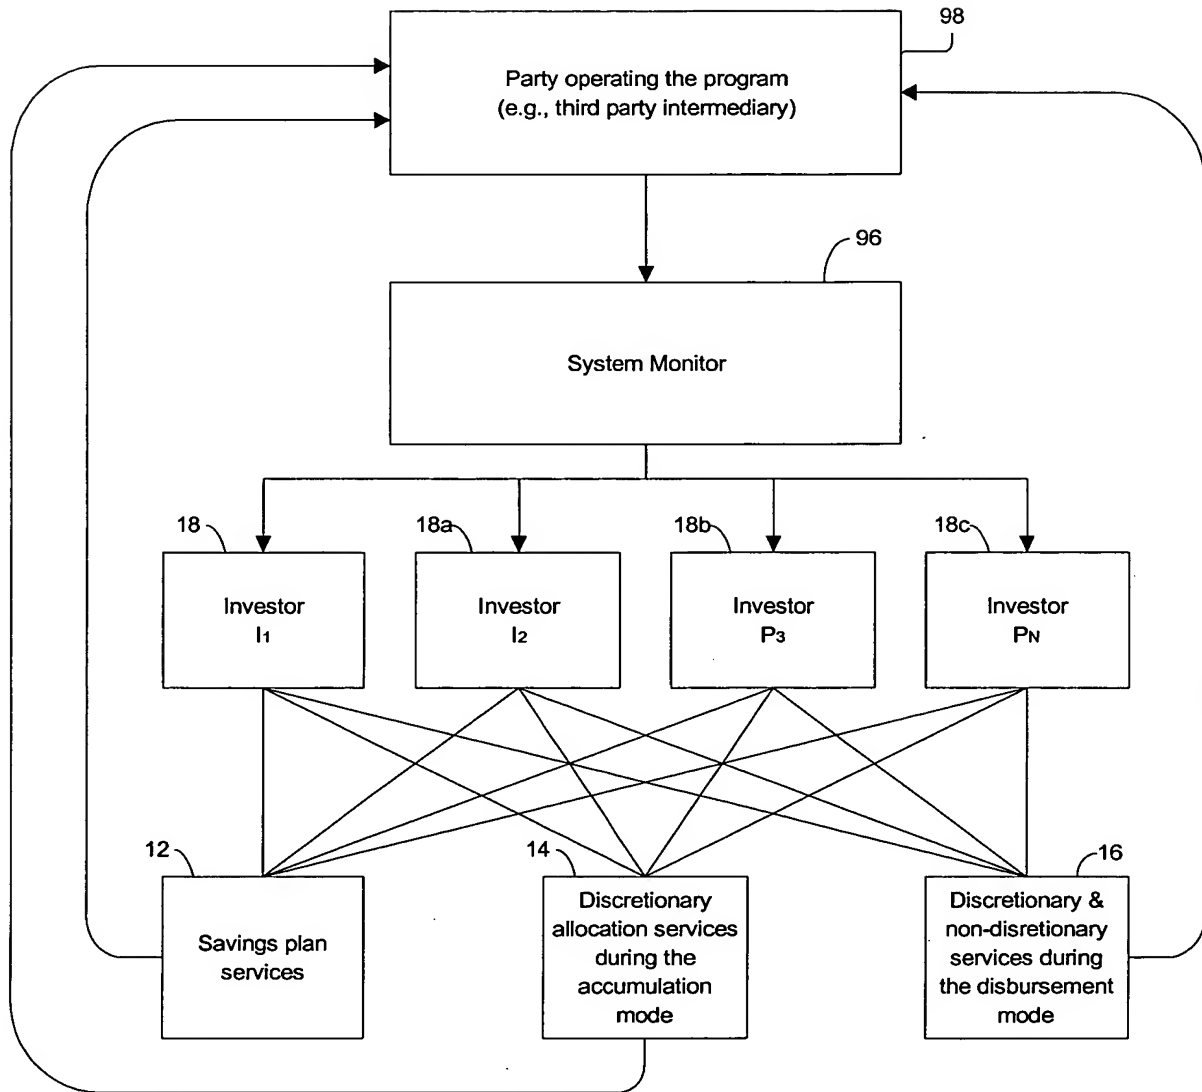 98
Party operating the program
(e.g., third party intermediary)
96
System Monitor
18
18a
18b
18c
Investor
I1
Investor
I2
Investor
P3
Investor
PN
12
14
16
Savings plan
services
Discretionary
allocation services
during the
accumulation
mode
Discretionary &
non-disretionary
services during
the disbursement
mode